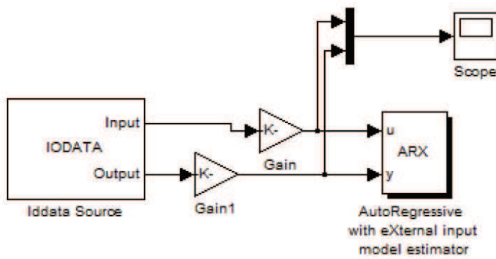 Scope
Input
IODATA
Output
Iddata Source
K-
Gain
K-
Gain1
u
ARX
y
AutoRegressive
with eXternal input
model estimator